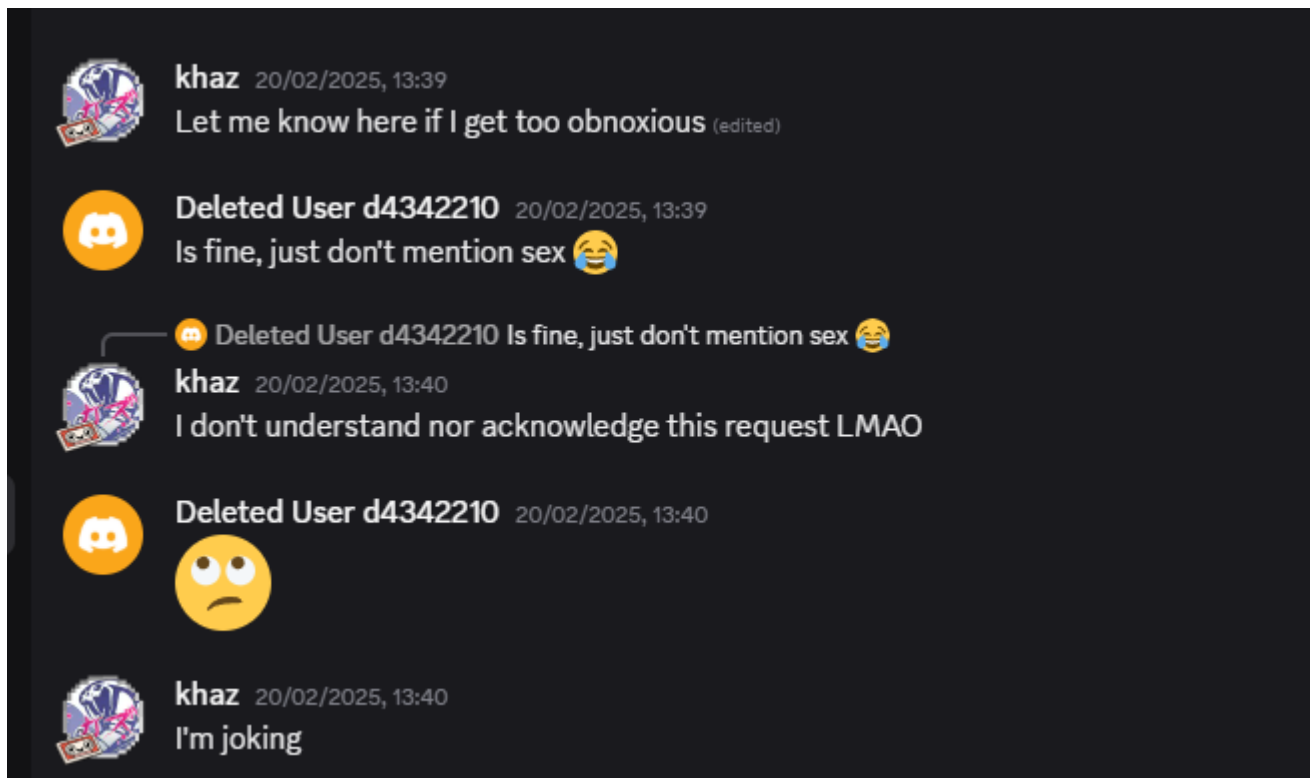 khaz 20/02/2025, 13:39
Let me know here if I get too obnoxious (edited)
Deleted User d4342210 20/02/2025, 13:39
Is fine, just don't mention sex 😂
Deleted User d4342210 Is fine, just don't mention sex 😂
khaz 20/02/2025, 13:40
I don't understand nor acknowledge this request LMAO
Deleted User d4342210 20/02/2025, 13:40
🙄
khaz 20/02/2025, 13:40
I'm joking